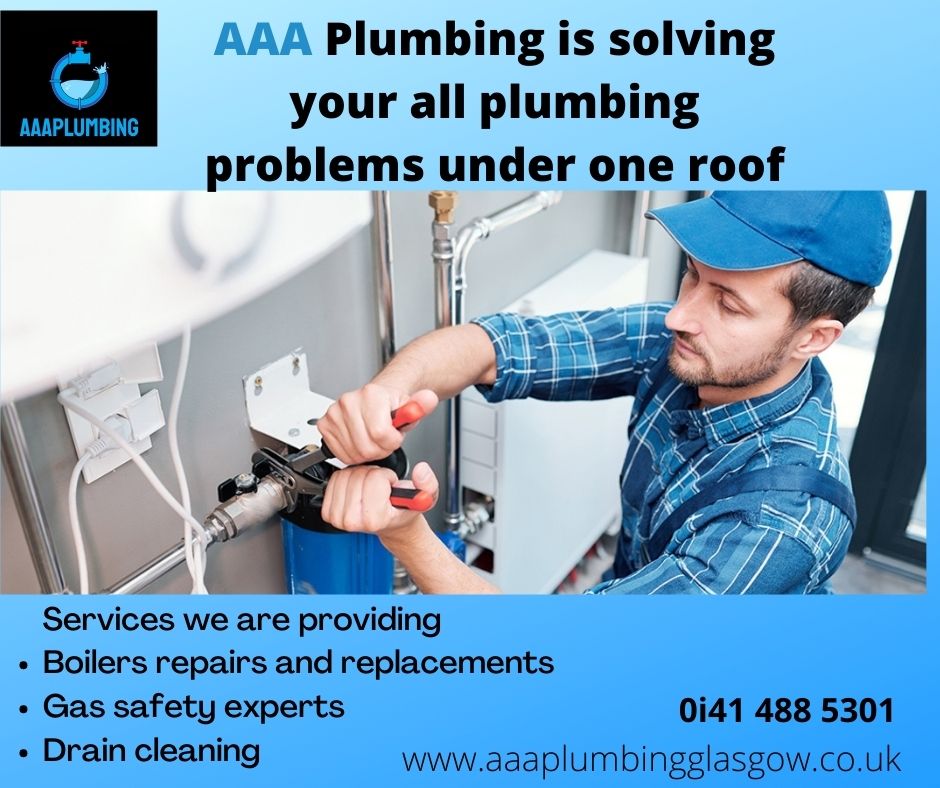 AAAPLUMBING
AAA Plumbing is solving
your all plumbing
problems under one roof
Services we are providing
• Boilers repairs and replacements
• Gas safety experts
• Drain cleaning
0i41 488 5301
www.aaaplumbingglasgow.co.uk